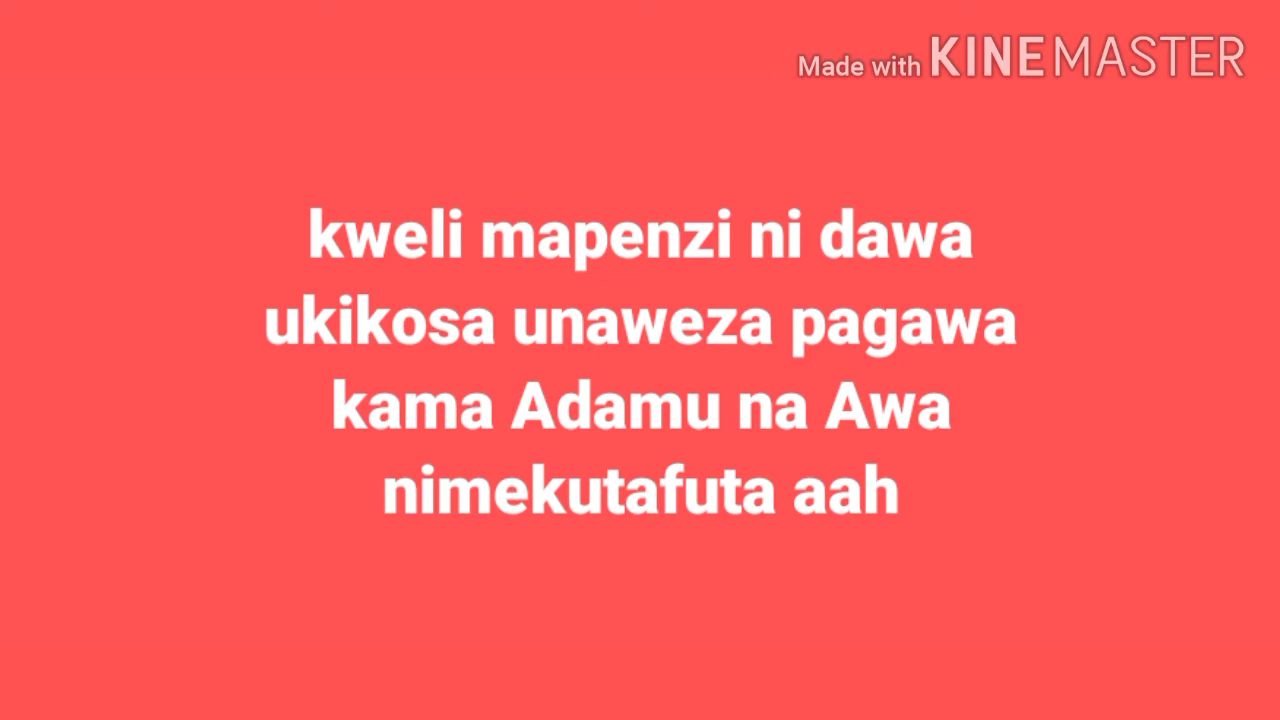 Made with KINEMASTER
kweli mapenzi ni dawa
ukikosa unaweza pagawa
kama Adamu na Awa
nimekutafuta aah